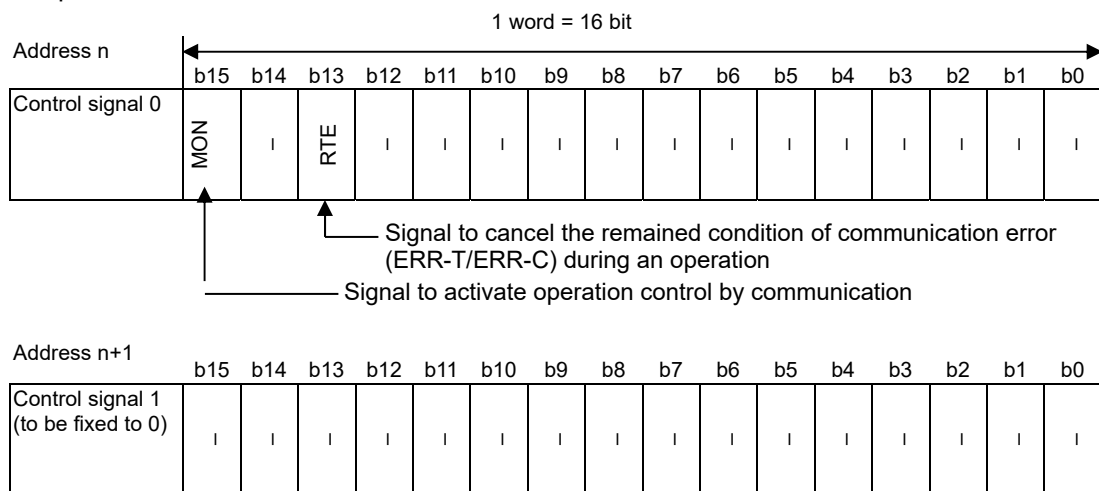 1 word = 16 bit
Address n
b15 b14 b13 b12 b11 b10 b9 b8 b7 b6 b5 b4 b3 b2 b1 b0
Control signal 0
MON - RTE - - - - - - - - - - - - -
Signal to cancel the remained condition of communication error
(ERR-T/ERR-C) during an operation
Signal to activate operation control by communication
Address n+1
b15 b14 b13 b12 b11 b10 b9 b8 b7 b6 b5 b4 b3 b2 b1 b0
Control signal 1
(to be fixed to 0)
- - - - - - - - - - - - - - - -